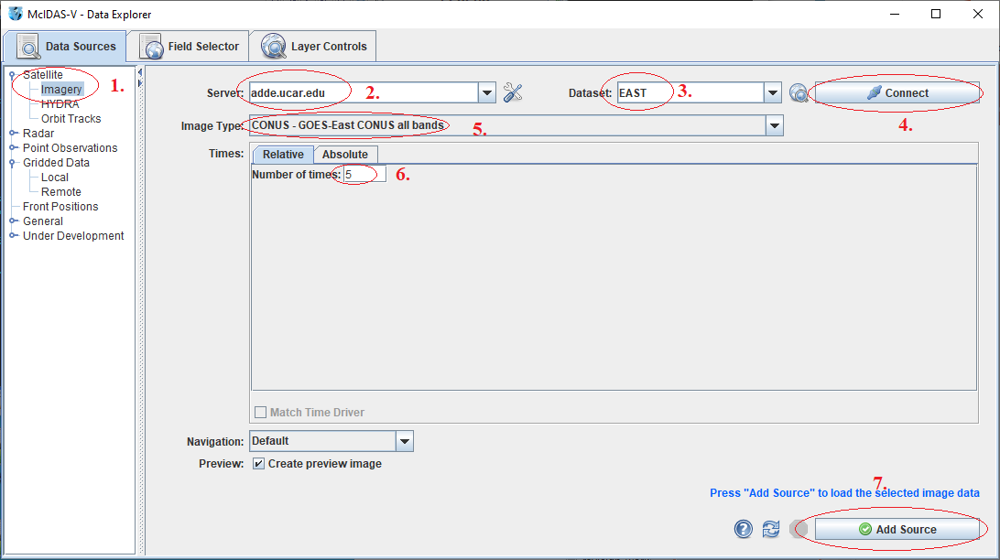 McIDAS-V - Data Explorer
Data Sources Field Selector Layer Controls
Satellite
Imagery 1.
HYDRA
Orbit Tracks
Radar
Point Observations
Gridded Data
Local
Remote
Front Positions
General
Under Development
Server: adde.ucar.edu 2. Dataset: EAST 3. Connect
4.
Image Type: CONUS - GOES-East CONUS all bands 5.
Times: Relative Absolute
Number of times: 5 6.
Match Time Driver
Navigation: Default
Preview: Create preview image
7.
Press "Add Source" to load the selected image data
? Add Source